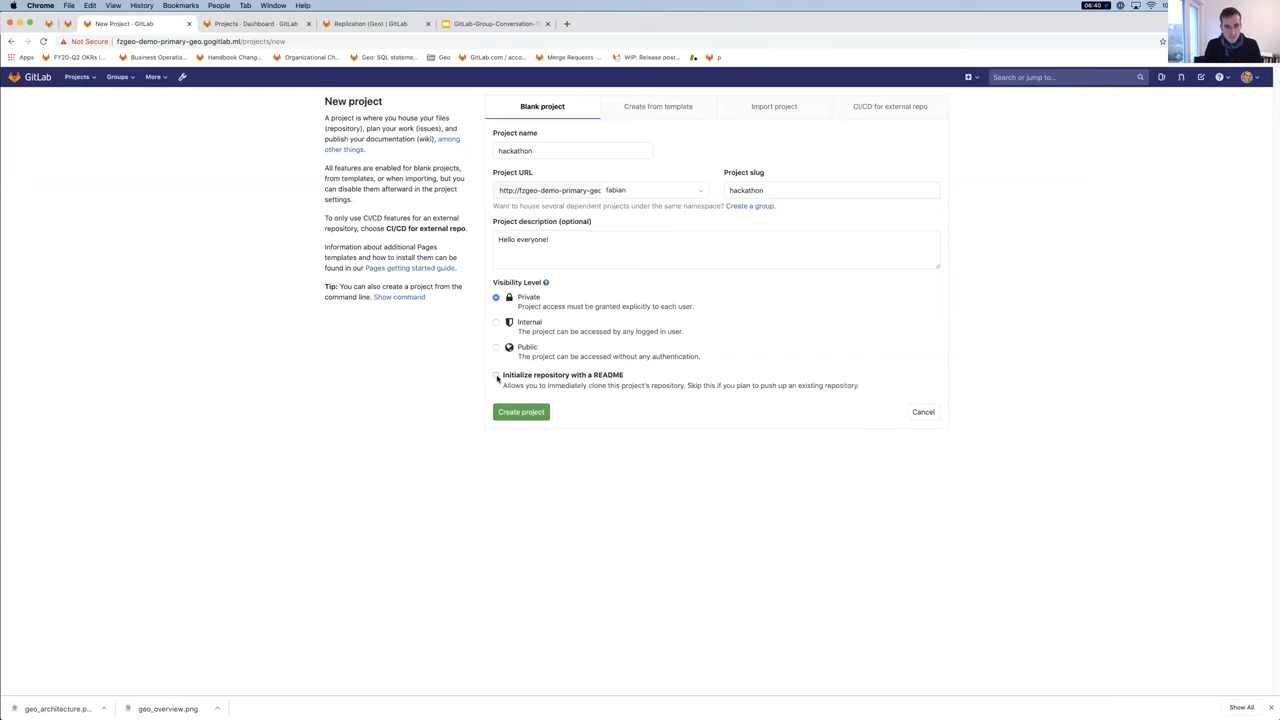 Chrome File Edit View History Bookmarks People Tab Window Help 06:40 10
New Project · GitLab Projects · Dashboard · GitLab Replication (Geo) | GitLab GitLab-Group-Conversation-T
Not Secure | fzgeo-demo-primary-geo.gogitlab.ml/projects/new
Apps FY20-Q2 OKRs |... Business Operatio... Handbook Chang... Organizational Ch... Geo: SQL stateme... Geo GitLab.com / acco... Merge Requests ·... WIP: Release post... p
GitLab Projects Groups More Search or jump to...
New project
A project is where you house your files
(repository), plan your work (issues), and
publish your documentation (wiki), among
other things.
All features are enabled for blank projects,
from templates, or when importing, but you
can disable them afterward in the project
settings.
To only use CI/CD features for an external
repository, choose CI/CD for external repo.
Information about additional Pages
templates and how to install them can be
found in our Pages getting started guide.
Tip: You can also create a project from the
command line. Show command
Blank project Create from template Import project CI/CD for external repo
Project name
hackathon
Project URL Project slug
http://fzgeo-demo-primary-geo fabian hackathon
Want to house several dependent projects under the same namespace? Create a group.
Project description (optional)
Hello everyone!
Visibility Level
Private
Project access must be granted explicitly to each user.
Internal
The project can be accessed by any logged in user.
Public
The project can be accessed without any authentication.
Initialize repository with a README
Allows you to immediately clone this project's repository. Skip this if you plan to push up an existing repository.
Create project Cancel
geo_architecture.p... geo_overview.png Show All